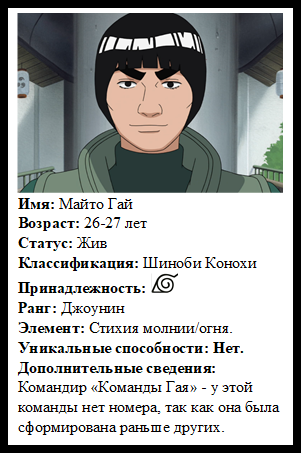 Имя: Майто Гай
Возраст: 26-27 лет
Статус: Жив
Классификация: Шиноби Конохи
Принадлежность:
Ранг: Джоунин
Элемент: Стихия молнии/огня.
Уникальные способности: Нет.
Дополнительные сведения:
Командир «Команды Гая» - у этой
команды нет номера, так как она была
сформирована раньше других.